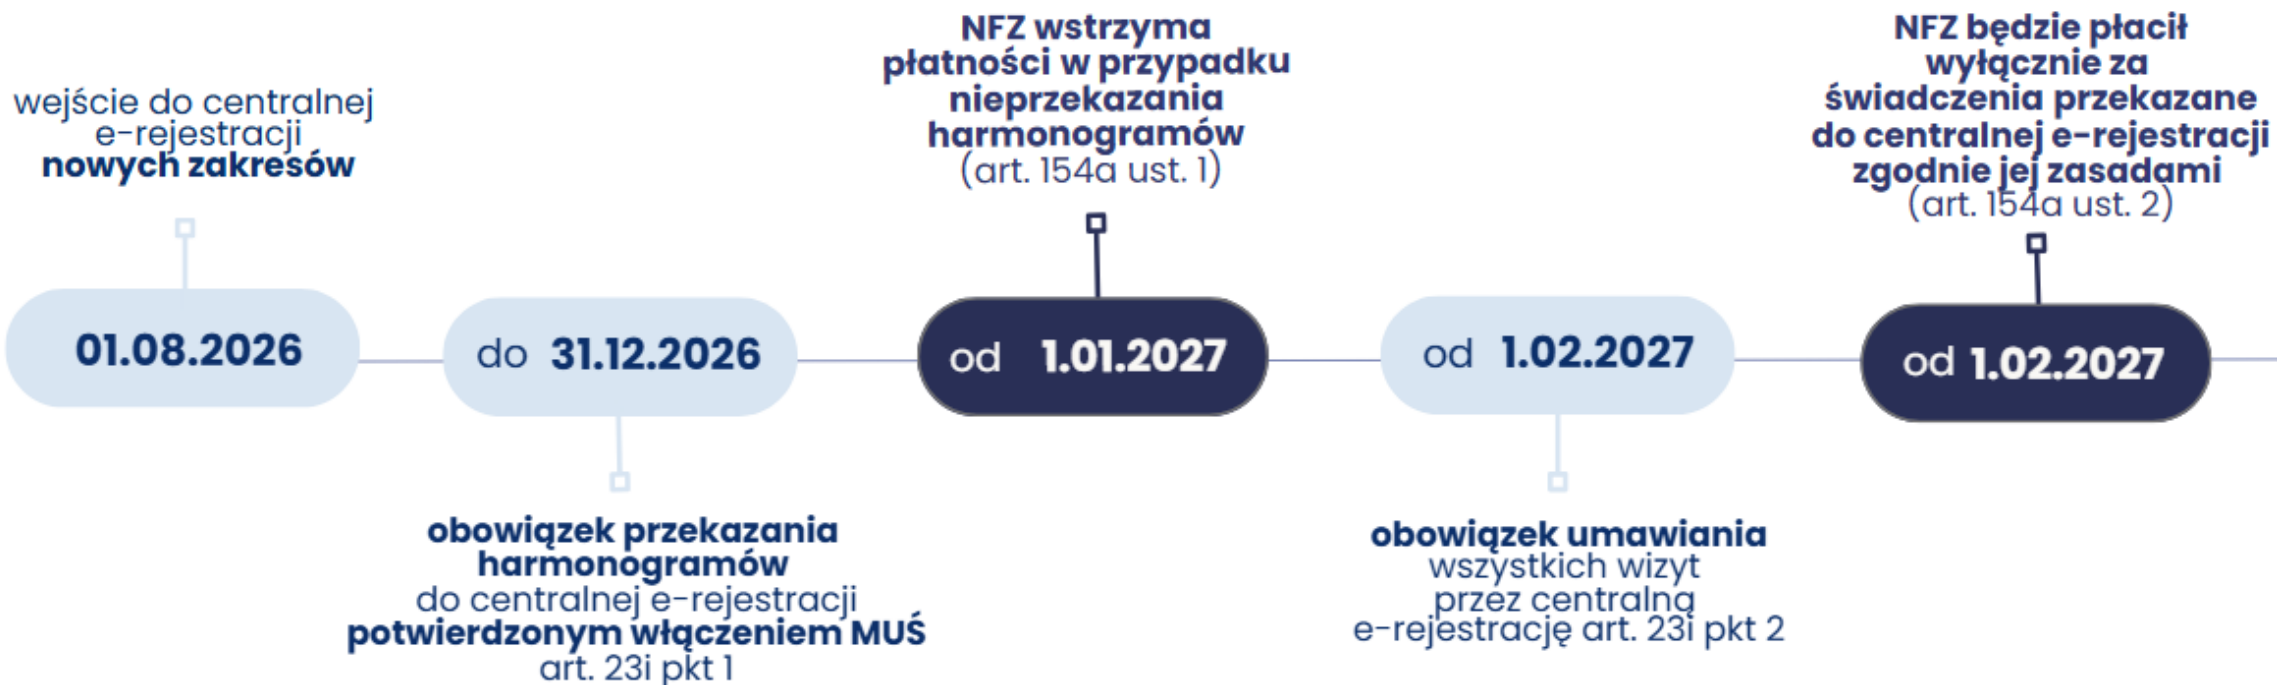 wejście do centralnej
e-rejestracji
nowych zakresów
01.08.2026
do 31.12.2026
obowiązek przekazania
harmonogramów
do centralnej e-rejestracji
potwierdzonym włączeniem MUŚ
art. 23i pkt 1
NFZ wstrzyma
płatności w przypadku
nieprzekazania
harmonogramów
(art. 154a ust. 1)
od 1.01.2027
od 1.02.2027
obowiązek umawiania
wszystkich wizyt
przez centralną
e-rejestrację art. 23i pkt 2
NFZ będzie płacił
wyłącznie za
świadczenia przekazane
do centralnej e-rejestracji
zgodnie jej zasadami
(art. 154a ust. 2)
od 1.02.2027